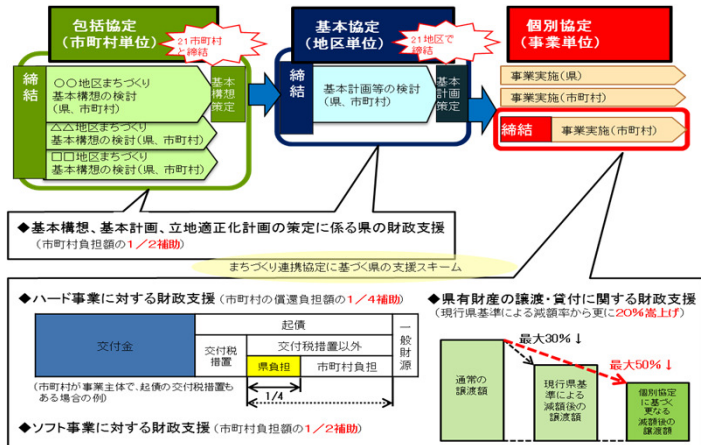 包括協定
(市町村単位)
21市町村
と締結
基本協定
(地区単位)
21地区で
締結
個別協定
(事業単位)
締結
○○地区まちづくり
基本構想の検討
(県、市町村)
基本
構想
策定
△△地区まちづくり
基本構想の検討(県、市町村)
□□地区まちづくり
基本構想の検討(県、市町村)
締結
基本計画等の検討
(県、市町村)
基本
計画
策定
事業実施(県)
事業実施(市町村)
締結
事業実施(市町村)
◆基本構想、基本計画、立地適正化計画の策定に係る県の財政支援
(市町村負担額の1/2補助)
まちづくり連携協定に基づく県の支援スキーム
◆ハード事業に対する財政支援(市町村の償還負担額の1/4補助)
交付金
起債
一般財源
交付税
措置
交付税措置以外
県負担
市町村負担
1/4
(市町村が事業主体で、起債の交付税措置も
ある場合の例)
◆ソフト事業に対する財政支援(市町村負担額の1/2補助)
◆県有財産の譲渡・貸付に関する財政支援
(現行県基準による減額率から更に20%嵩上げ)
最大30%↓
最大50%↓
通常の
譲渡額
現行県基
準による
減額後の
譲渡額
個別協定
に基づく
更なる
減額後の
譲渡額